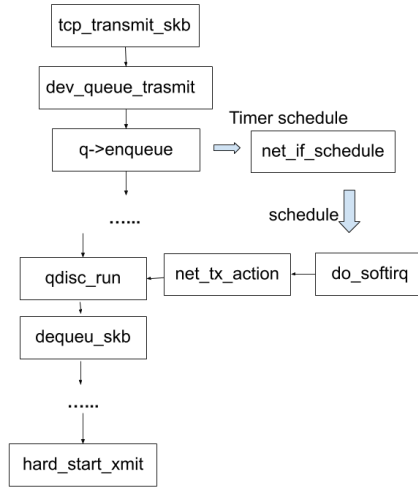 tcp_transmit_skb
dev_queue_trasmit
Timer schedule
q->enqueue
net_if_schedule
......
schedule
qdisc_run
net_tx_action
do_softirq
dequeu_skb
......
hard_start_xmit